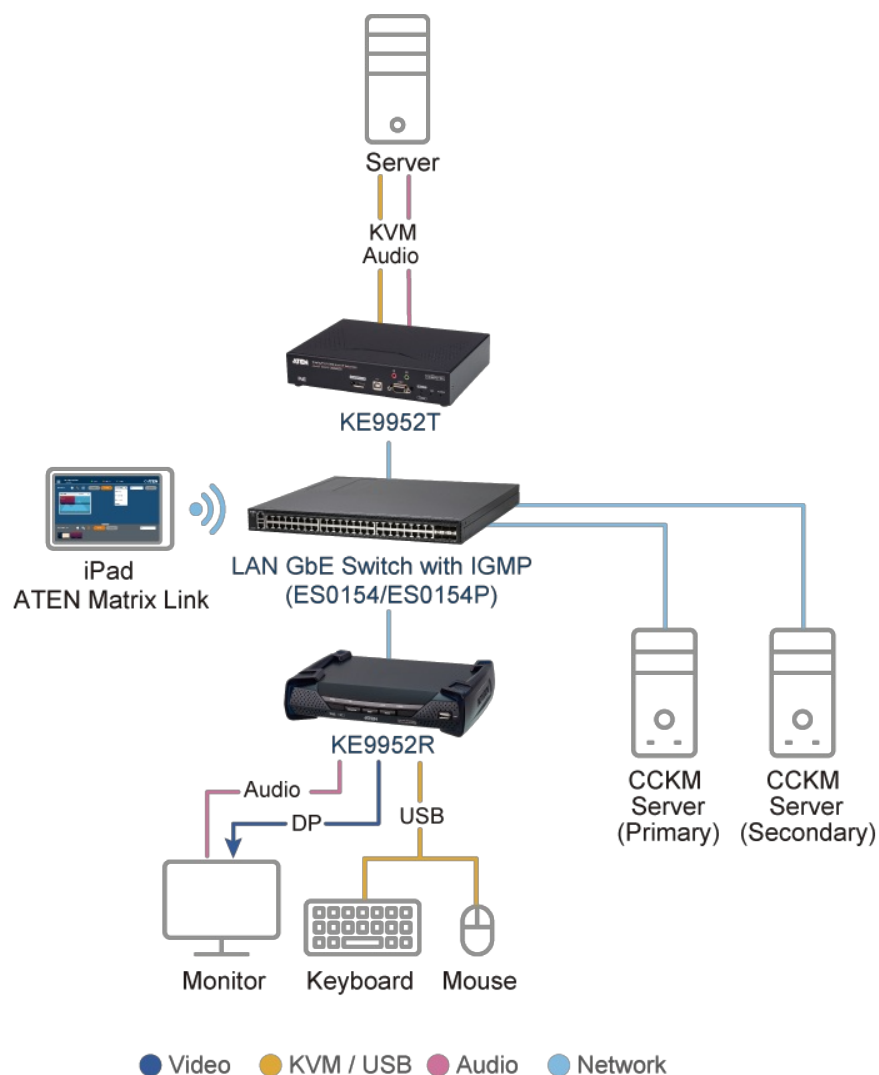 Server
KVM
Audio
ATEN
KE9952T
LAN GbE Switch with IGMP
(ES0154/ES0154P)
iPad
ATEN Matrix Link
KE9952R
Audio
DP
USB
CCKM
Server
(Primary)
CCKM
Server
(Secondary)
Monitor
Keyboard
Mouse
Video
KVM / USB
Audio
Network